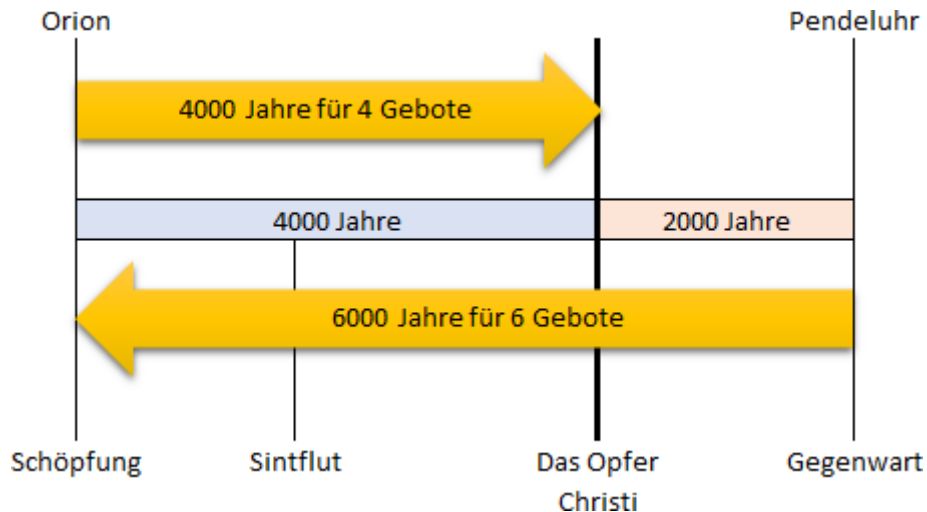 Orion
Pendeluhr
4000 Jahre für 4 Gebote
4000 Jahre
2000 Jahre
6000 Jahre für 6 Gebote
Schöpfung
Sintflut
Das Opfer
Christi
Gegenwart